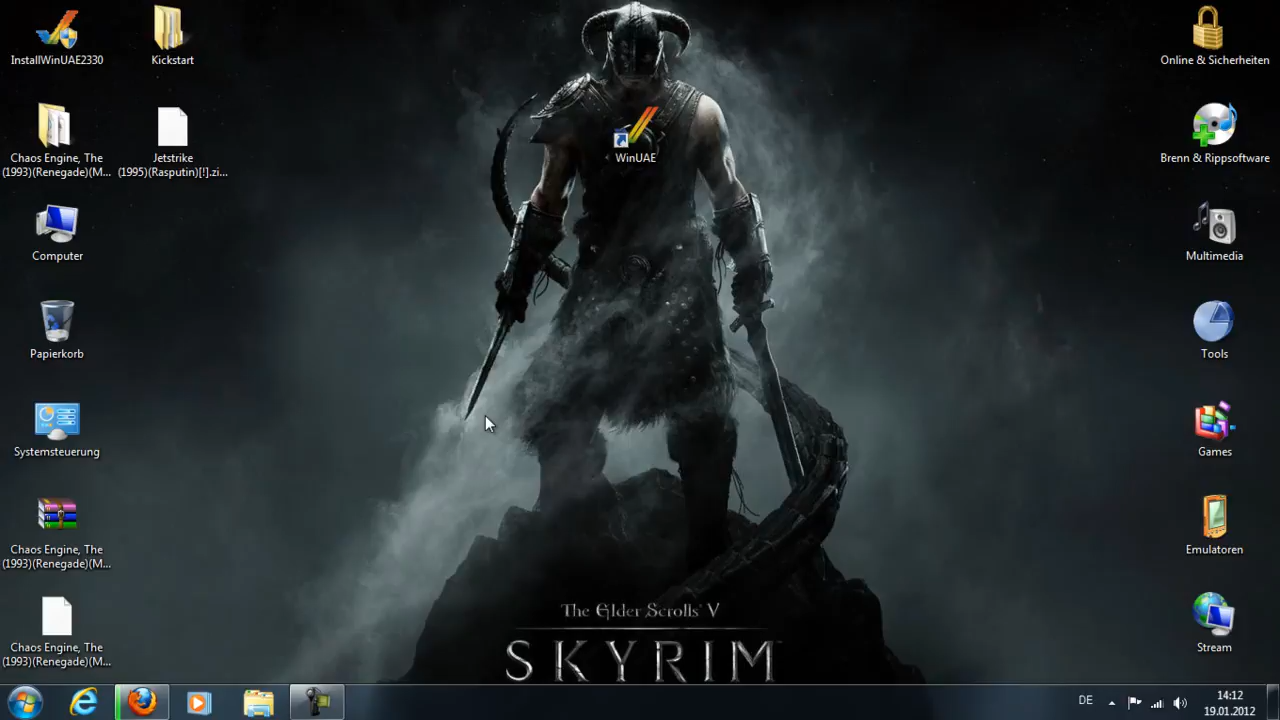 InstallWinUAE2330
Kickstart
Chaos Engine, The
(1993)(Renegade)(M...
Jetstrike
(1995)(Rasputin)[!].zi...
Computer
Papierkorb
Systemsteuerung
Chaos Engine, The
(1993)(Renegade)(M...
Chaos Engine, The
(1993)(Renegade)(M...
WinUAE
The Elder Scrolls V
SKYRIM
Online & Sicherheiten
Brenn & Rippsoftware
Multimedia
Tools
Games
Emulatoren
Stream
DE
14:12
19.01.2012